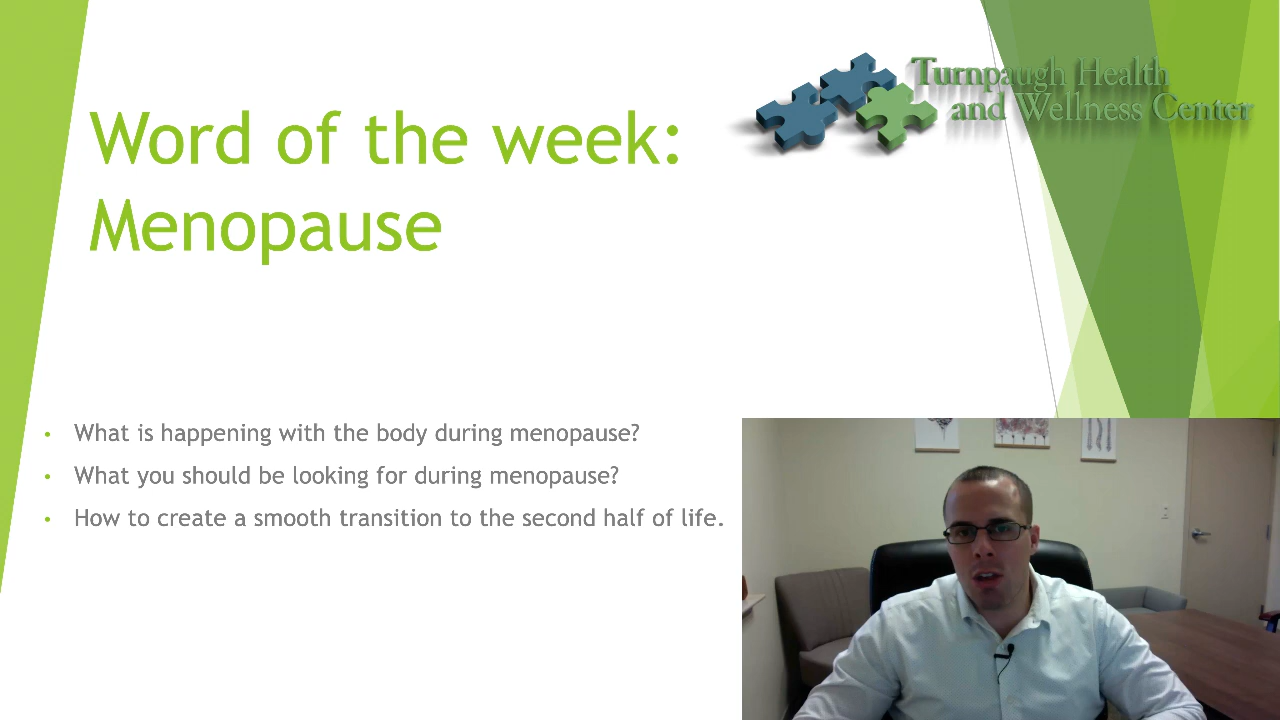 Turnpaugh Health
and Wellness Center
Word of the week:
Menopause
• What is happening with the body during menopause?
• What you should be looking for during menopause?
• How to create a smooth transition to the second half of life.